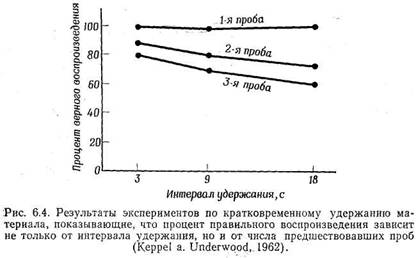 Процент верного воспроизведения
100
80
60
40
20
0
1-я проба
2-я проба
3-я проба
3
9
18
Интервал удержания, с
Рис. 6.4. Результаты экспериментов по кратковременному удержанию ма-
териала, показывающие, что процент правильного воспроизведения зависит
не только от интервала удержания, но и от числа предшествовавших проб
(Keppel a. Underwood, 1962).